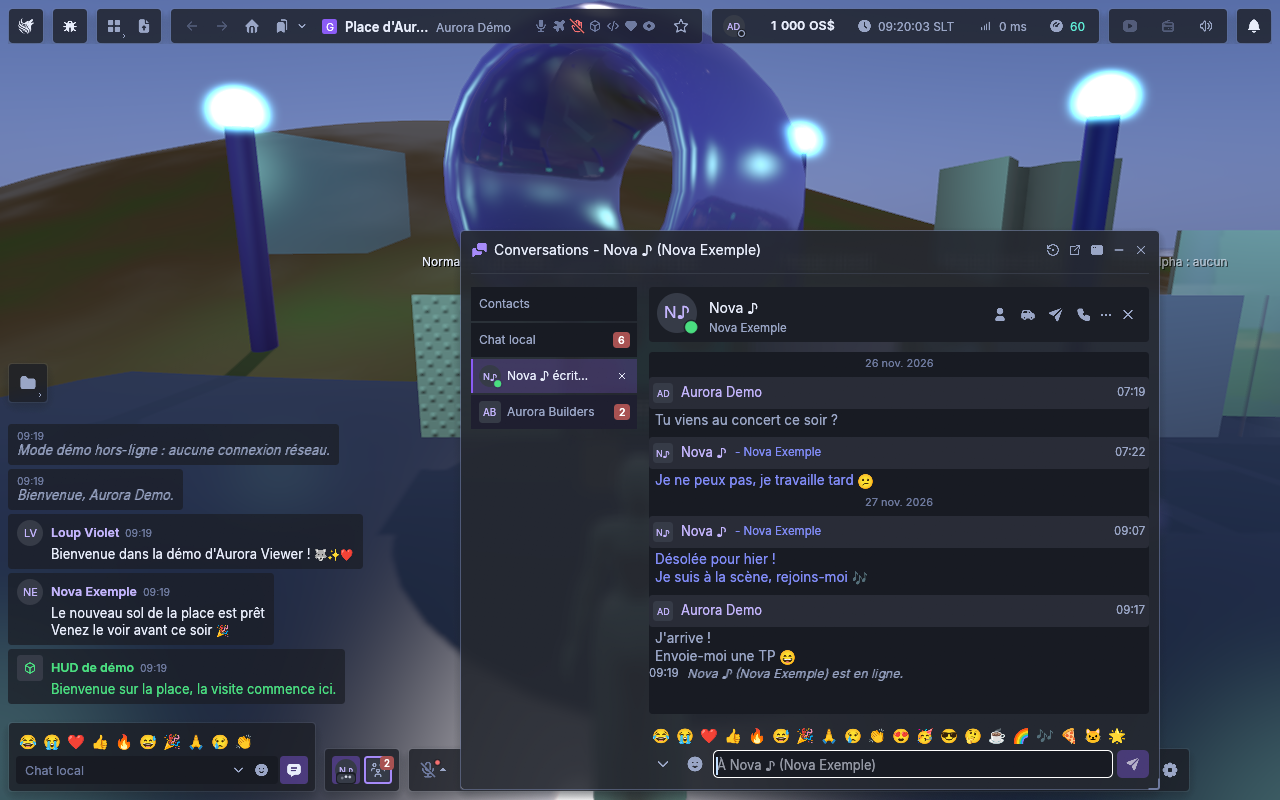 Place d'Aur... Aurora Démo
AD 1 000 OS$ 09:20:03 SLT 0 ms 60
Norma
pha : aucun
Conversations - Nova ♪ (Nova Exemple)
Contacts
Chat local 6
N♪ Nova ♪ écrit...
AB Aurora Builders 2
N♪ Nova ♪
Nova Exemple
26 nov. 2026
AD Aurora Demo 07:19
Tu viens au concert ce soir ?
N♪ Nova ♪ - Nova Exemple 07:22
Je ne peux pas, je travaille tard 😕
27 nov. 2026
N♪ Nova ♪ - Nova Exemple 09:07
Désolée pour hier !
Je suis à la scène, rejoins-moi 🎶
AD Aurora Demo 09:17
J'arrive !
Envoie-moi une TP 😄
09:19 Nova ♪ (Nova Exemple) est en ligne.
😂 😭 ❤️ 👍 🔥 😅 🎉 🙏 😢 👏 😍 🥳 😎 🤔 ☕ 🌈 🎶 🍕 🐱 🌟
À Nova ♪ (Nova Exemple)
09:19
Mode démo hors-ligne : aucune connexion réseau.
09:19
Bienvenue, Aurora Demo.
LV Loup Violet 09:19
Bienvenue dans la démo d'Aurora Viewer ! 🐺✨❤️
NE Nova Exemple 09:19
Le nouveau sol de la place est prêt
Venez le voir avant ce soir 🎉
HUD de démo 09:19
Bienvenue sur la place, la visite commence ici.
😂 😭 ❤️ 👍 🔥 😅 🎉 🙏 😢 👏
Chat local
N♪ 2